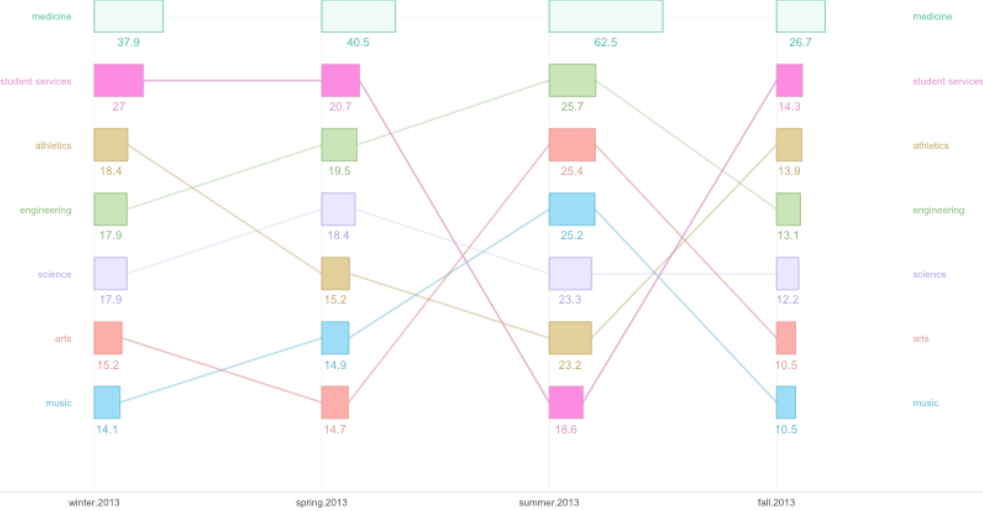 medicine medicine
37.9 40.5 62.5 26.7
student services student services
27 20.7 25.7 14.3
athletics athletics
18.4 19.5 25.4 13.9
engineering engineering
17.9 18.4 25.2 13.1
science science
17.9 15.2 23.3 12.2
arts arts
15.2 14.9 23.2 10.5
music music
14.1 14.7 18.6 10.5
winter.2013 spring.2013 summer.2013 fall.2013